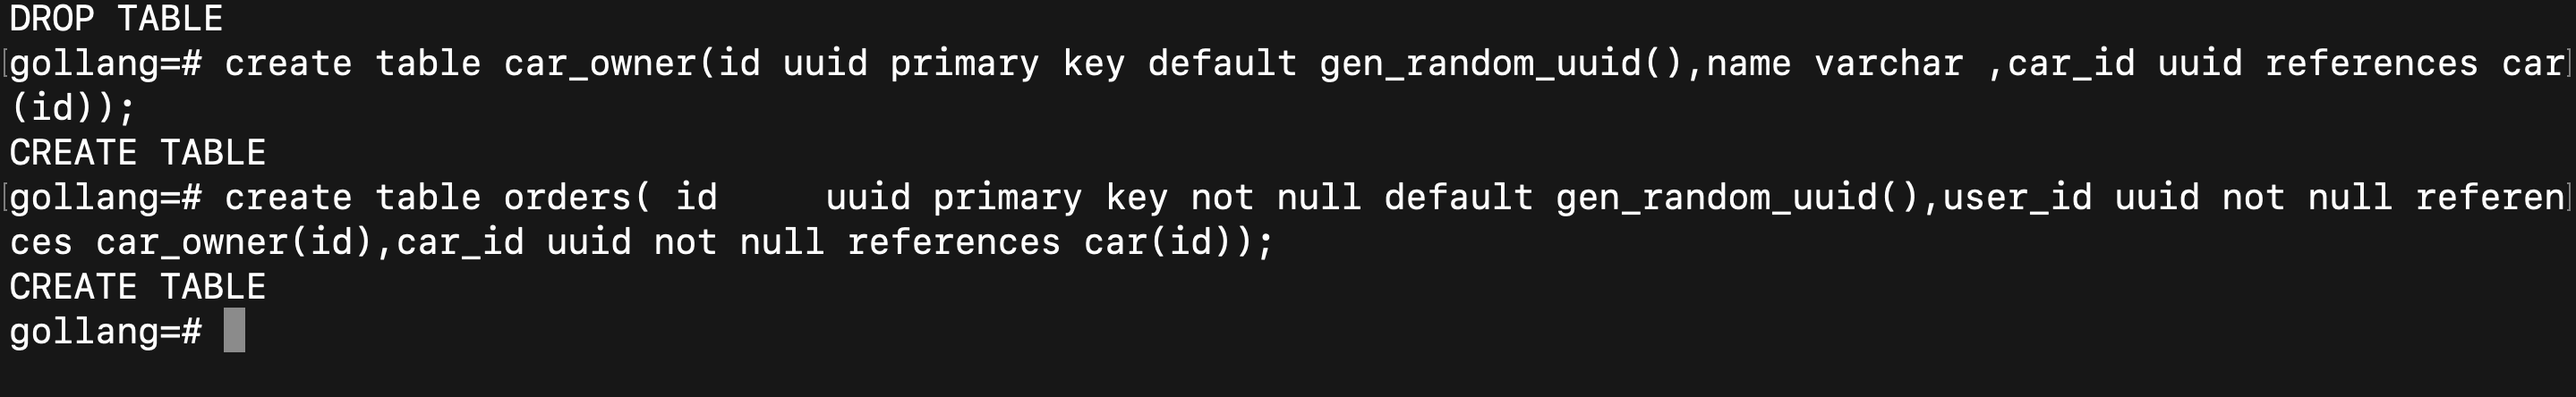 DROP TABLE
[gollang=# create table car_owner(id uuid primary key default gen_random_uuid(),name varchar ,car_id uuid references car]
(id));
CREATE TABLE
[gollang=# create table orders( id     uuid primary key not null default gen_random_uuid(),user_id uuid not null referen]
ces car_owner(id),car_id uuid not null references car(id));
CREATE TABLE
gollang=#